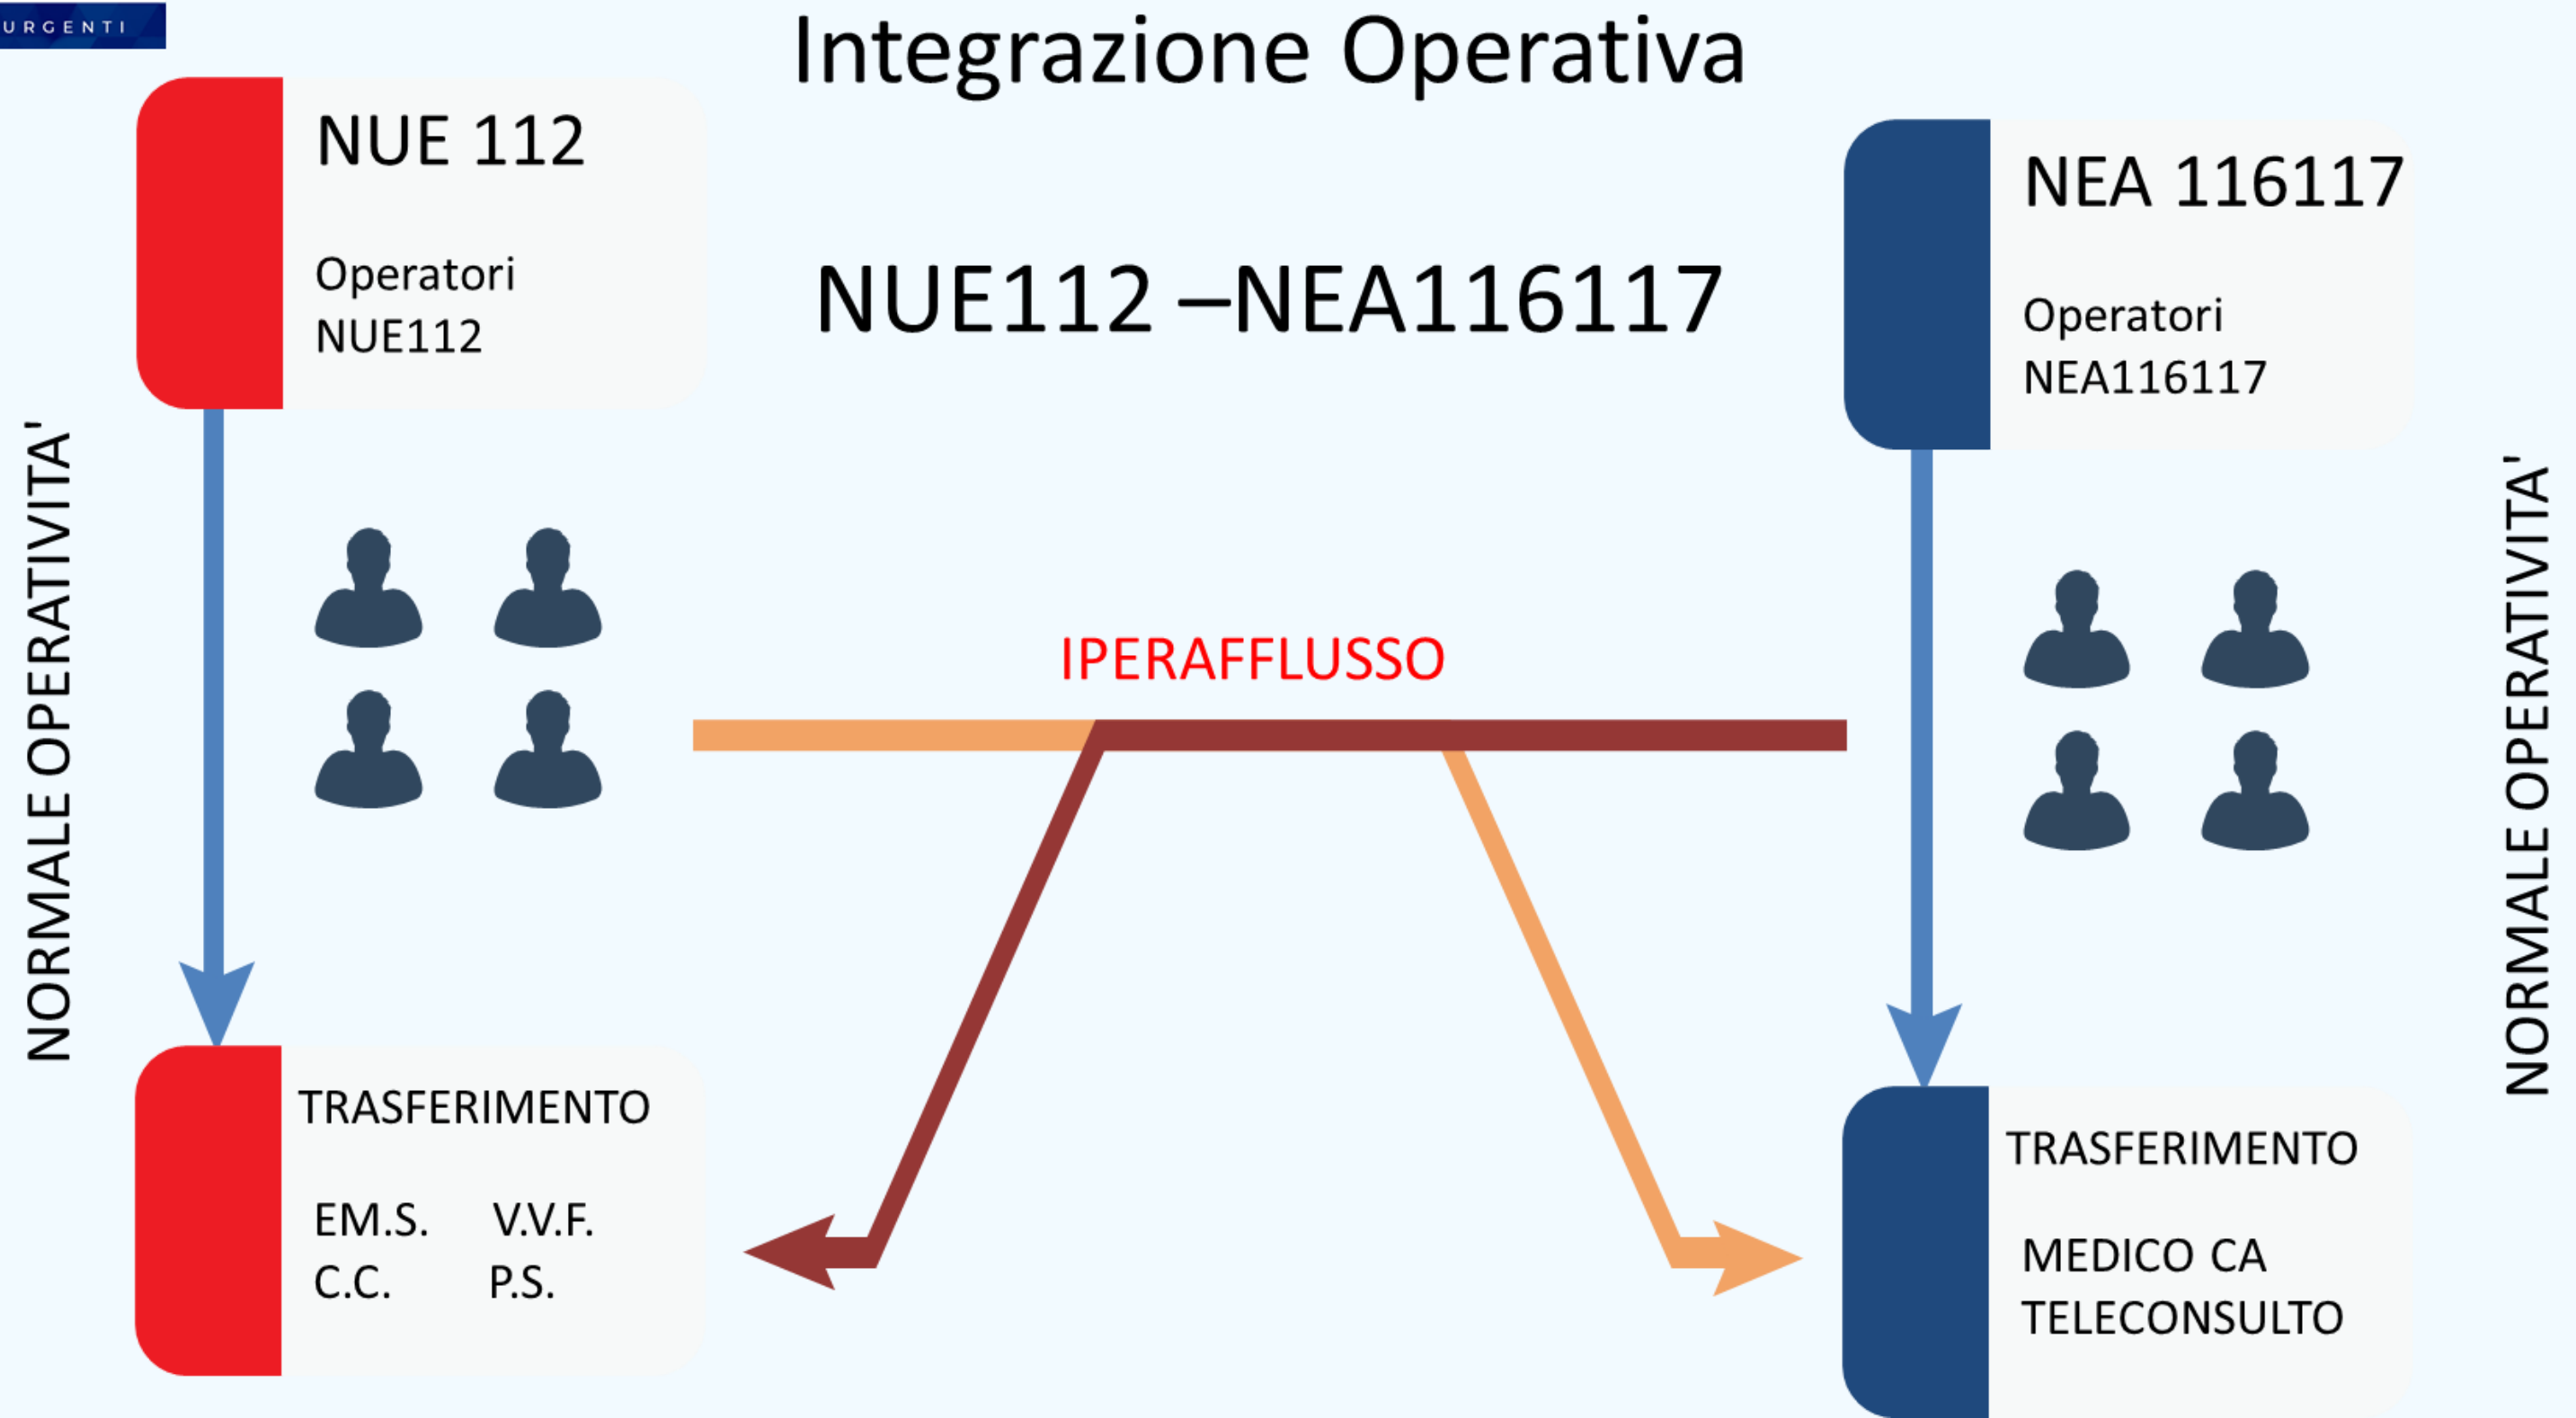 URGENTI
Integrazione Operativa
NUE 112
Operatori
NUE112
NUE112 –NEA116117
NEA 116117
Operatori
NEA116117
NORMALE OPERATIVITA'
IPERAFFLUSSO
NORMALE OPERATIVITA'
TRASFERIMENTO
EM.S. V.V.F.
C.C. P.S.
TRASFERIMENTO
MEDICO CA
TELECONSULTO